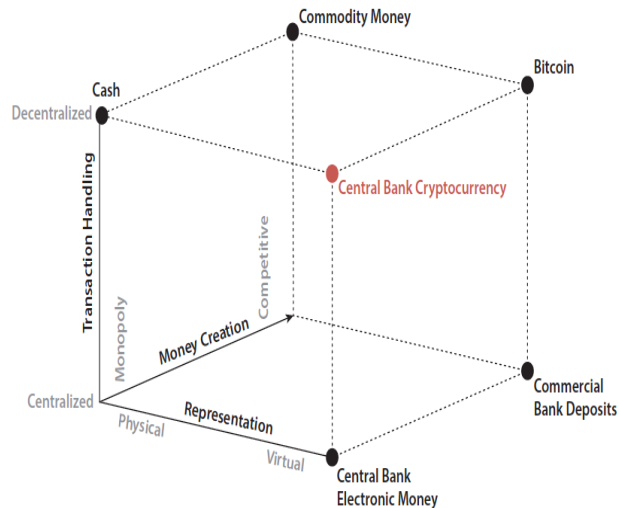 Commodity Money
Bitcoin
Cash
Decentralized
Central Bank Cryptocurrency
Transaction Handling
Competitive
Monopoly
Money Creation
Centralized
Representation
Physical
Virtual
Commercial
Bank Deposits
Central Bank
Electronic Money